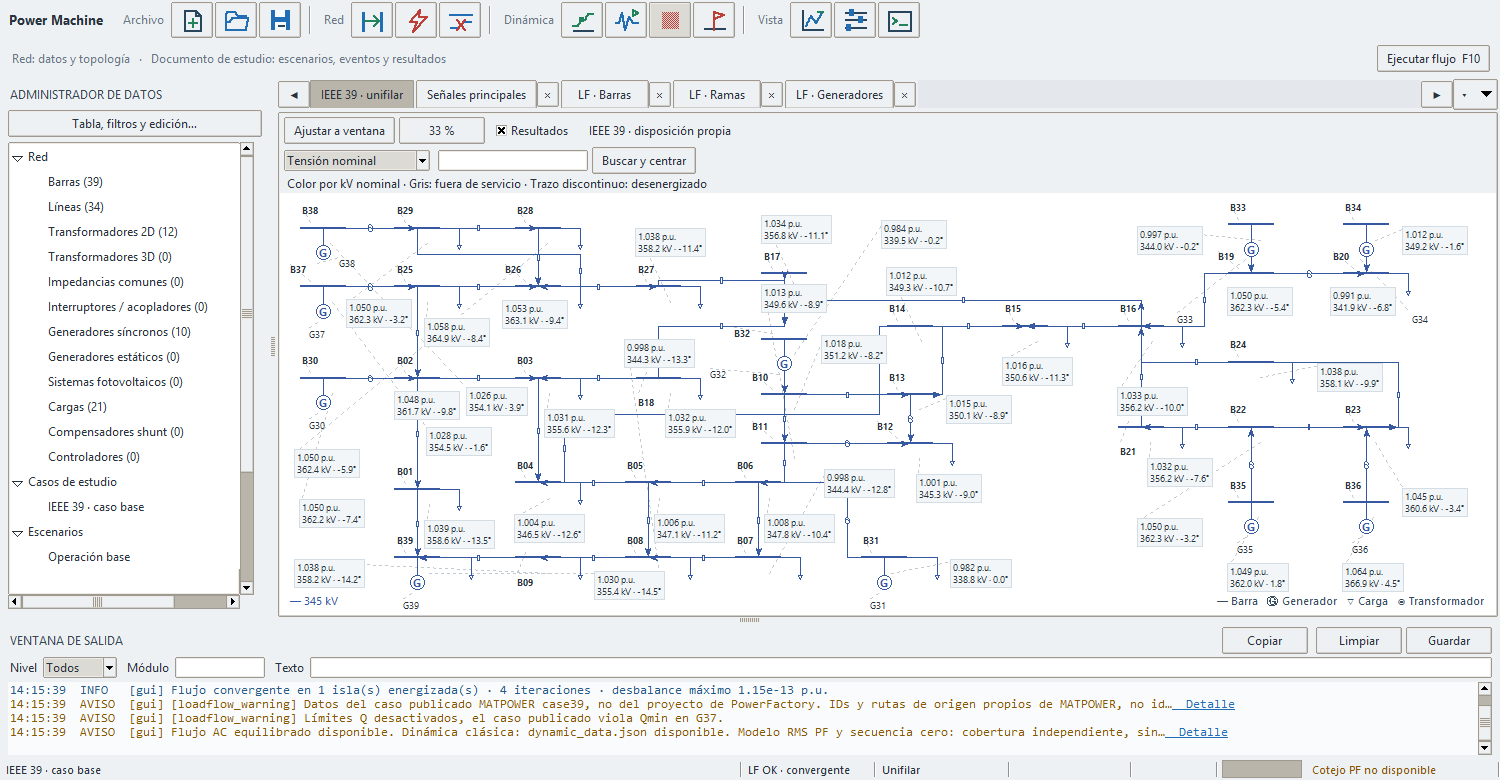 Power Machine Archivo Red Dinámica Vista
Red: datos y topología · Documento de estudio: escenarios, eventos y resultados
Ejecutar flujo F10
ADMINISTRADOR DE DATOS
Tabla, filtros y edición...
Red
Barras (39)
Líneas (34)
Transformadores 2D (12)
Transformadores 3D (0)
Impedancias comunes (0)
Interruptores / acopladores (0)
Generadores síncronos (10)
Generadores estáticos (0)
Sistemas fotovoltaicos (0)
Cargas (21)
Compensadores shunt (0)
Controladores (0)
Casos de estudio
IEEE 39 · caso base
Escenarios
Operación base
IEEE 39 · unifilar
Señales principales
LF · Barras
LF · Ramas
LF · Generadores
Ajustar a ventana
33 %
Resultados
IEEE 39 · disposición propia
Tensión nominal
Buscar y centrar
Color por kV nominal · Gris: fuera de servicio · Trazo discontinuo: desenergizado
B38
B29
B28
B33
B34
G38
1.038 p.u.
358.2 kV · -11.4°
1.034 p.u.
356.8 kV · -11.1°
0.984 p.u.
339.5 kV · -0.2°
0.997 p.u.
344.0 kV · -0.2°
G
1.012 p.u.
349.2 kV · -1.6°
B37
B25
B26
B27
B17
B19
B20
1.012 p.u.
349.3 kV · -10.7°
1.050 p.u.
362.3 kV · -3.2°
1.058 p.u.
364.9 kV · -8.4°
1.053 p.u.
363.1 kV · -9.4°
1.013 p.u.
349.6 kV · -8.9°
1.050 p.u.
362.3 kV · -5.4°
0.991 p.u.
341.9 kV · -6.8°
G37
B32
B14
B15
B16
G33
G34
0.998 p.u.
344.3 kV · -13.3°
1.018 p.u.
351.2 kV · -8.2°
B24
B30
B02
B03
G32
B10
B13
1.016 p.u.
350.6 kV · -11.3°
1.038 p.u.
358.1 kV · -9.9°
G30
1.048 p.u.
361.7 kV · -9.8°
1.026 p.u.
354.1 kV · 3.9°
1.031 p.u.
355.6 kV · -12.3°
B18
1.032 p.u.
355.9 kV · -12.0°
1.015 p.u.
350.1 kV · -8.9°
1.033 p.u.
356.2 kV · -10.0°
B22
B23
1.028 p.u.
354.5 kV · -1.6°
B11
B12
B21
1.050 p.u.
362.4 kV · -5.9°
B01
B04
B05
B06
0.998 p.u.
344.4 kV · -12.8°
1.001 p.u.
345.3 kV · -9.0°
1.032 p.u.
356.2 kV · -7.6°
B35
B36
1.045 p.u.
360.6 kV · -3.4°
1.050 p.u.
362.2 kV · -7.4°
1.039 p.u.
358.6 kV · -13.5°
1.004 p.u.
346.5 kV · -12.6°
1.006 p.u.
347.1 kV · -11.2°
1.008 p.u.
347.8 kV · -10.4°
1.050 p.u.
362.3 kV · -3.2°
B39
B08
B07
B31
G35
G36
1.038 p.u.
358.2 kV · -14.2°
B09
1.030 p.u.
355.4 kV · -14.5°
0.982 p.u.
338.8 kV · 0.0°
1.049 p.u.
362.0 kV · 1.8°
1.064 p.u.
366.9 kV · 4.5°
345 kV
G39
G31
Barra Generador Carga Transformador
VENTANA DE SALIDA
Copiar
Limpiar
Guardar
Nivel Todos Módulo Texto
14:15:39 INFO [gui] Flujo convergente en 1 isla(s) energizada(s) · 4 iteraciones · desbalance máximo 1.15e-13 p.u.
14:15:39 AVISO [gui] [loadflow_warning] Datos del caso publicado MATPOWER case39, no del proyecto de PowerFactory. IDs y rutas de origen propios de MATPOWER, no id… Detalle
14:15:39 AVISO [gui] [loadflow_warning] Límites Q desactivados, el caso publicado viola Qmin en G37.
14:15:39 AVISO [gui] Flujo AC equilibrado disponible. Dinámica clásica: dynamic_data.json disponible. Modelo RMS PF y secuencia cero: cobertura independiente, sin… Detalle
IEEE 39 · caso base
LF OK · convergente
Unifilar
Cotejo PF no disponible